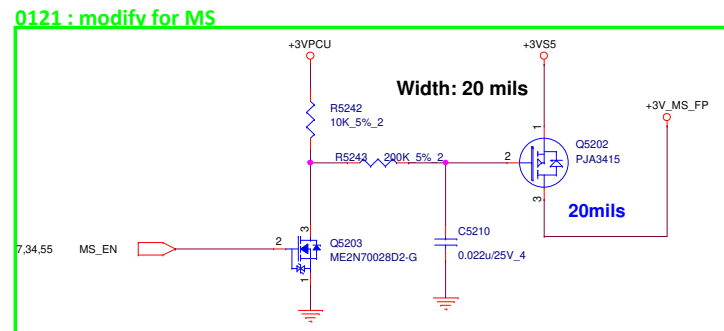 0121 : modify for MS
+3VPCU
+3VS5
Width: 20 mils
+3V_MS_FP
R5242
10K_5%_2
1
Q5202
PJA3415
R5243
200K_5%_2
2
3
20mils
3
Q5203
ME2N70028D2-G
C5210
0.022u/25V_4
7,34,55
MS_EN
2
1